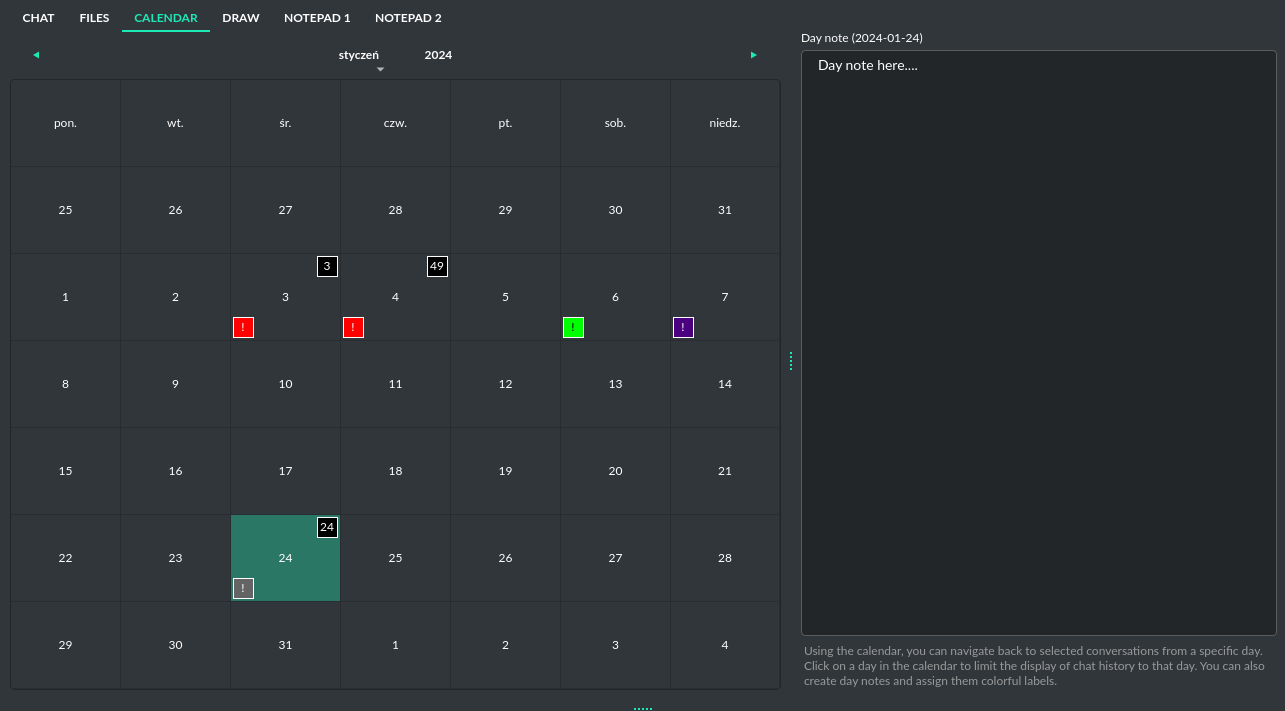 CHAT FILES CALENDAR DRAW NOTEPAD 1 NOTEPAD 2
styczeń 2024
pon. wt. śr. czw. pt. sob. niedz.
25 26 27 28 29 30 31
3 49
1 2 3 4 5 6 7
! ! ! !
8 9 10 11 12 13 14
15 16 17 18 19 20 21
24
22 23 24 25 26 27 28
!
29 30 31 1 2 3 4
Day note (2024-01-24)
Day note here....
Using the calendar, you can navigate back to selected conversations from a specific day.
Click on a day in the calendar to limit the display of chat history to that day. You can also
create day notes and assign them colorful labels.